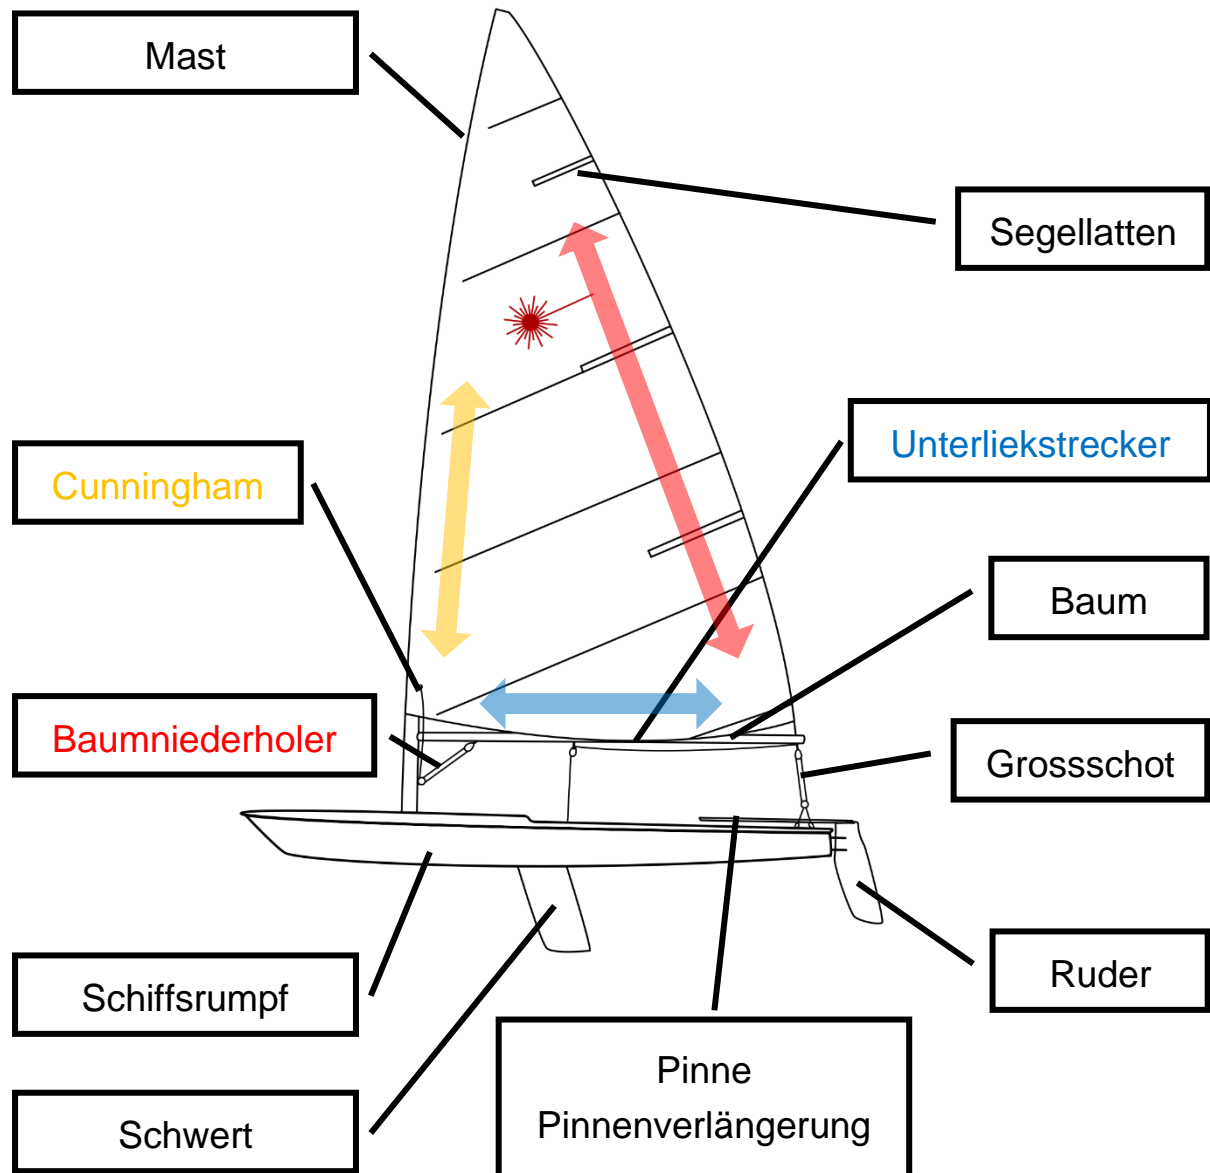 Mast
Segellatten
Unterliekstrecker
Cunningham
Baum
Baumniederholer
Grossschot
Schiffsrumpf
Ruder
Pinne
Pinnenverlängerung
Schwert